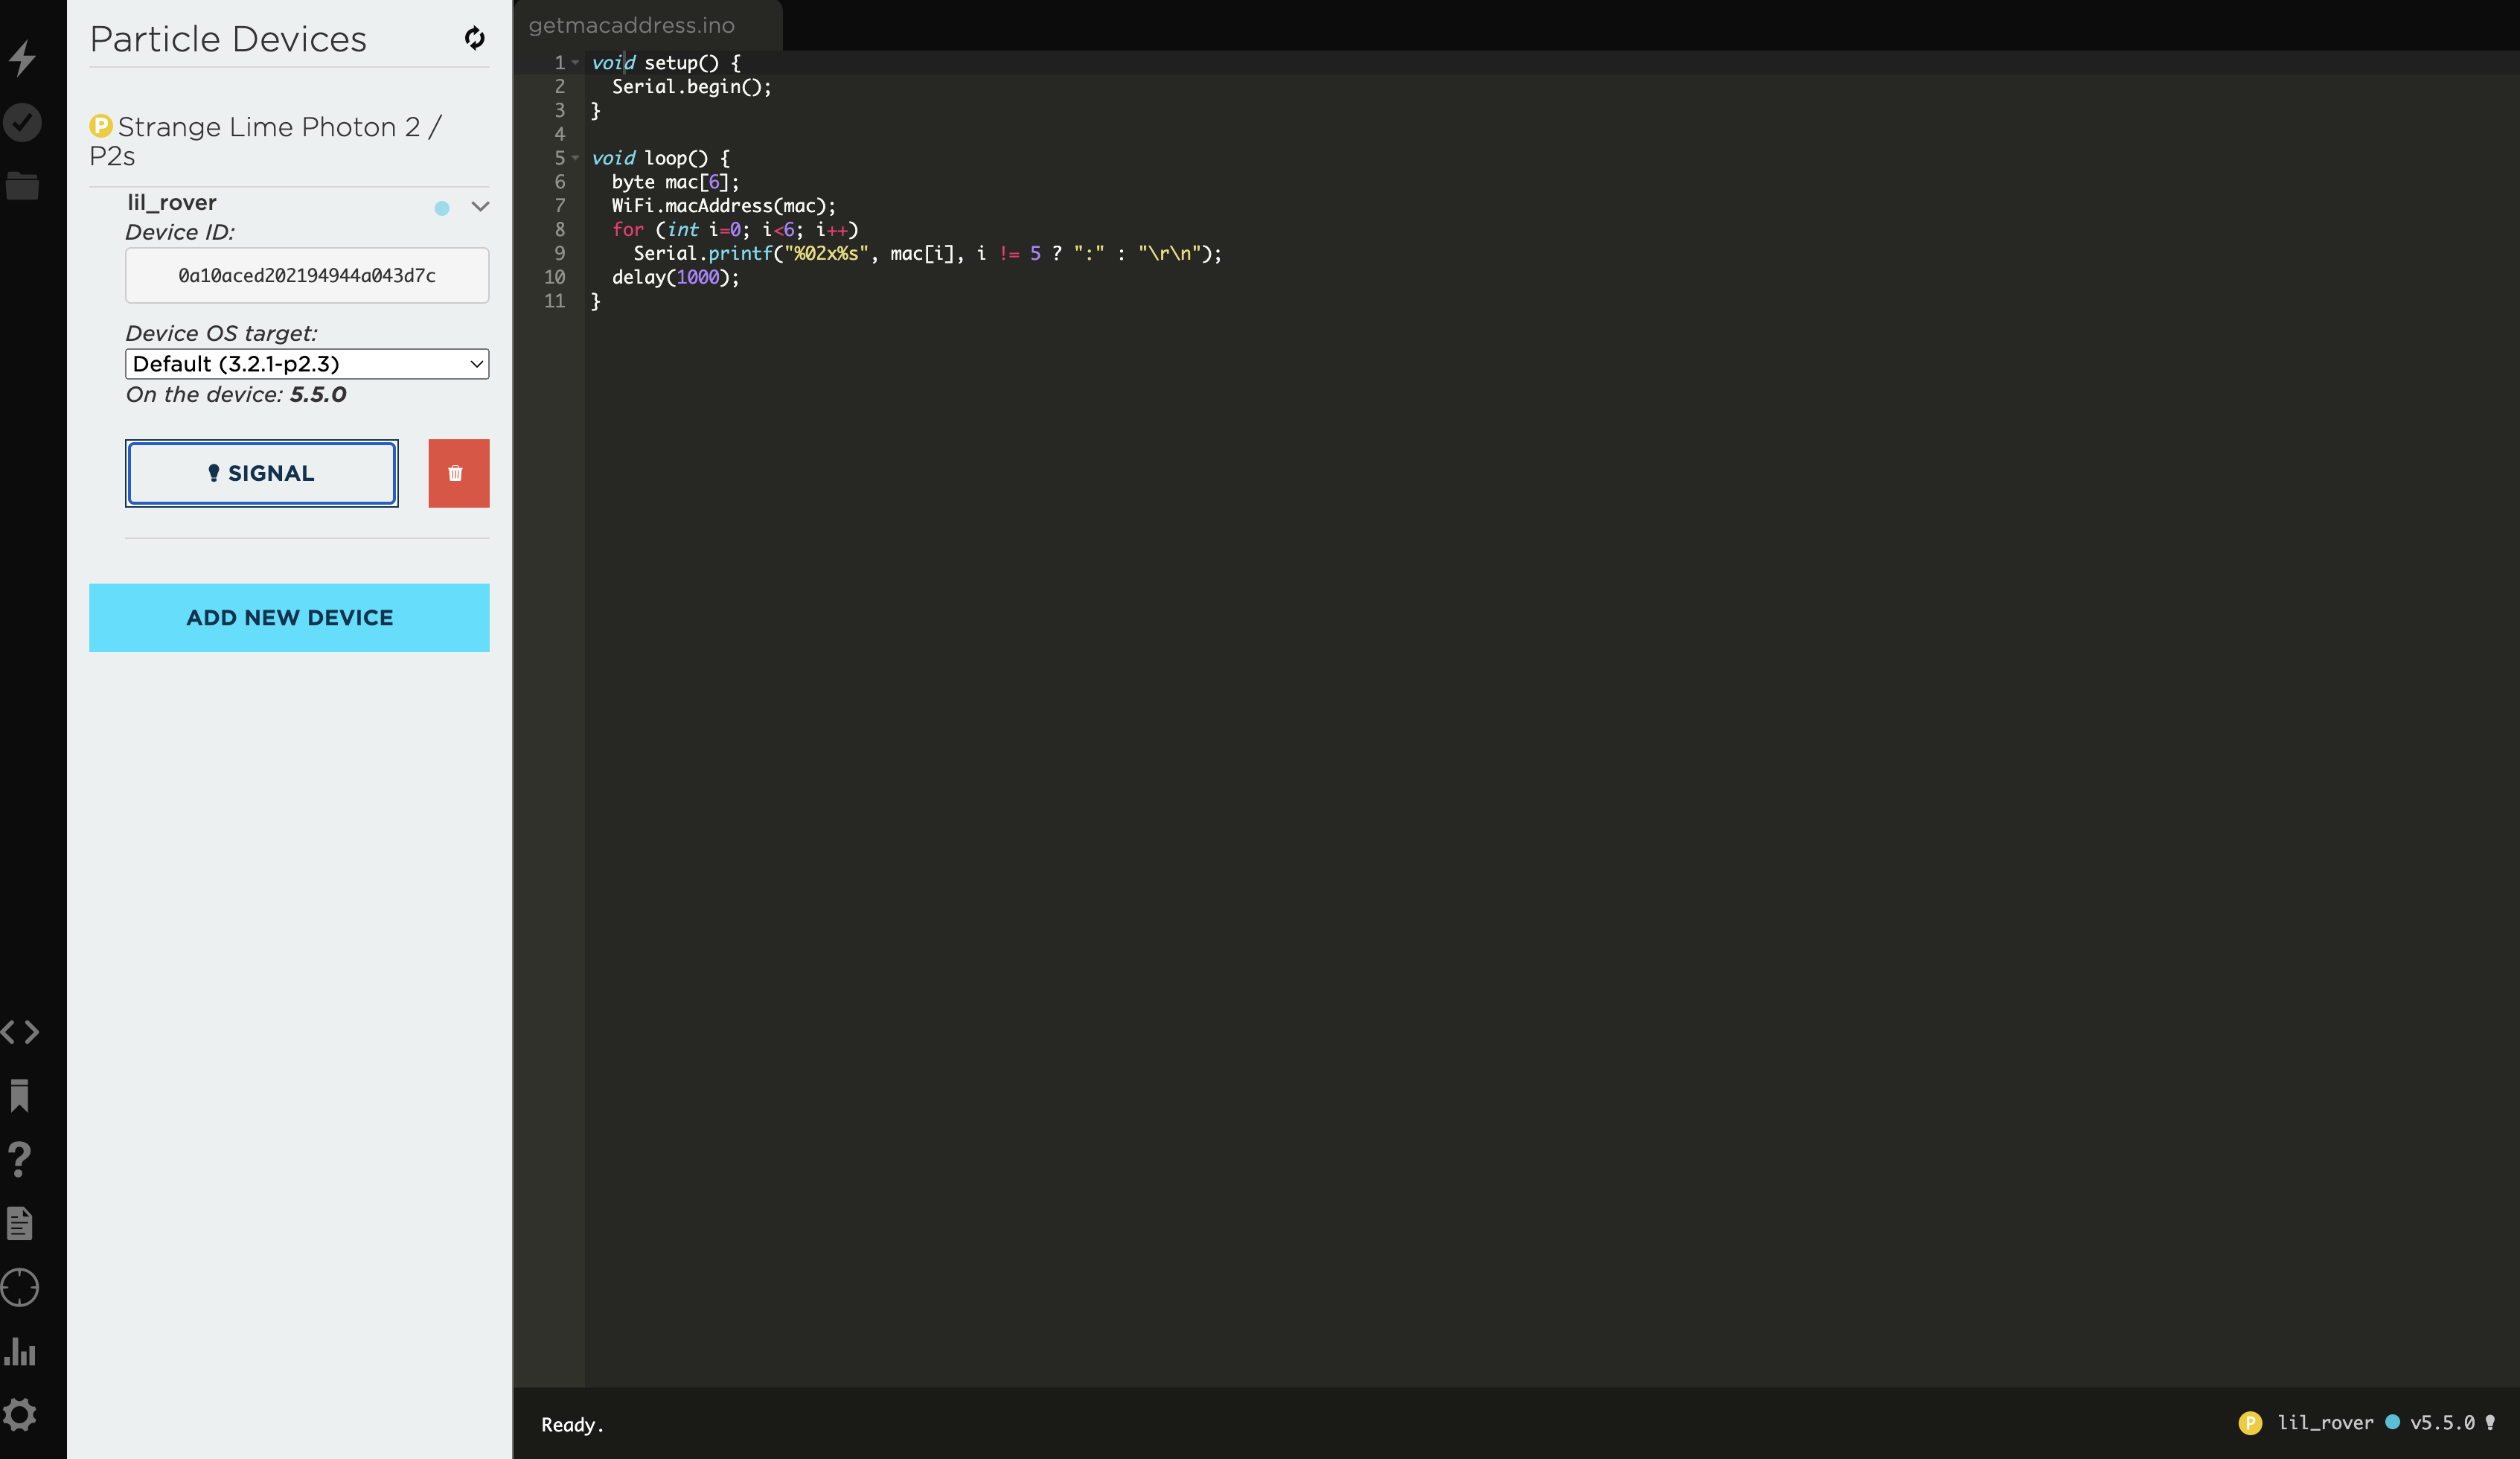 Particle Devices
P Strange Lime Photon 2 /
P2s
lil_rover
Device ID:
0a10aced202194944a043d7c
Device OS target:
Default (3.2.1-p2.3)
On the device: 5.5.0
SIGNAL
ADD NEW DEVICE
getmacaddress.ino
1 void setup() {
2   Serial.begin();
3 }
4
5 void loop() {
6   byte mac[6];
7   WiFi.macAddress(mac);
8   for (int i=0; i<6; i++)
9     Serial.printf("%02x%s", mac[i], i != 5 ? ":" : "\r\n");
10   delay(1000);
11 }
Ready.
P lil_rover v5.5.0